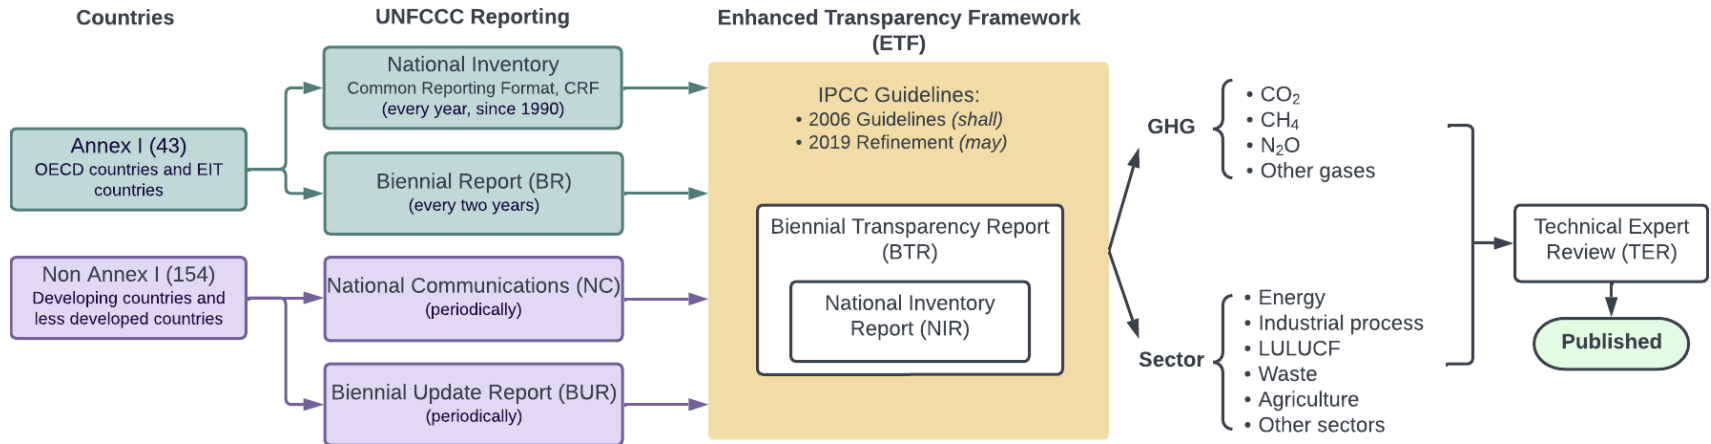 Countries
UNFCCC Reporting
Enhanced Transparency Framework
(ETF)
Annex I (43)
OECD countries and EIT
countries
Non Annex I (154)
Developing countries and
less developed countries
National Inventory
Common Reporting Format, CRF
(every year, since 1990)
Biennial Report (BR)
(every two years)
National Communications (NC)
(periodically)
Biennial Update Report (BUR)
(periodically)
IPCC Guidelines:
• 2006 Guidelines (shall)
• 2019 Refinement (may)
Biennial Transparency Report
(BTR)
National Inventory
Report (NIR)
GHG
• CO₂
• CH₄
• N₂O
• Other gases
Sector
• Energy
• Industrial process
• LULUCF
• Waste
• Agriculture
• Other sectors
Technical Expert
Review (TER)
Published